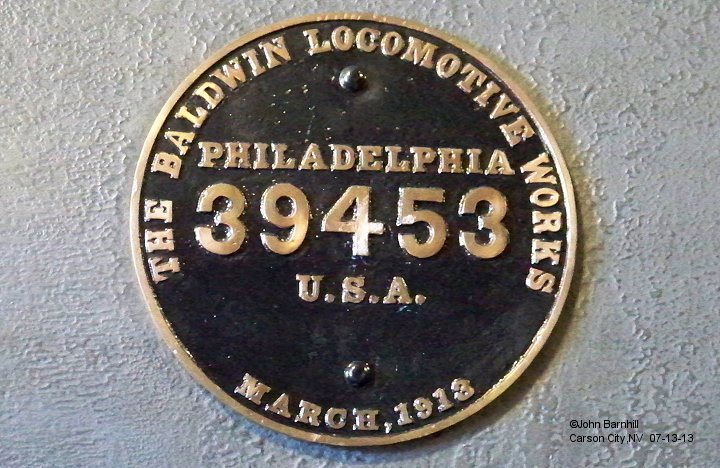 THE BALDWIN LOCOMOTIVE WORKS
PHILADELPHIA
39453
U.S.A.
MARCH, 1913
©John Barnhill
Carson City,NV 07-13-13